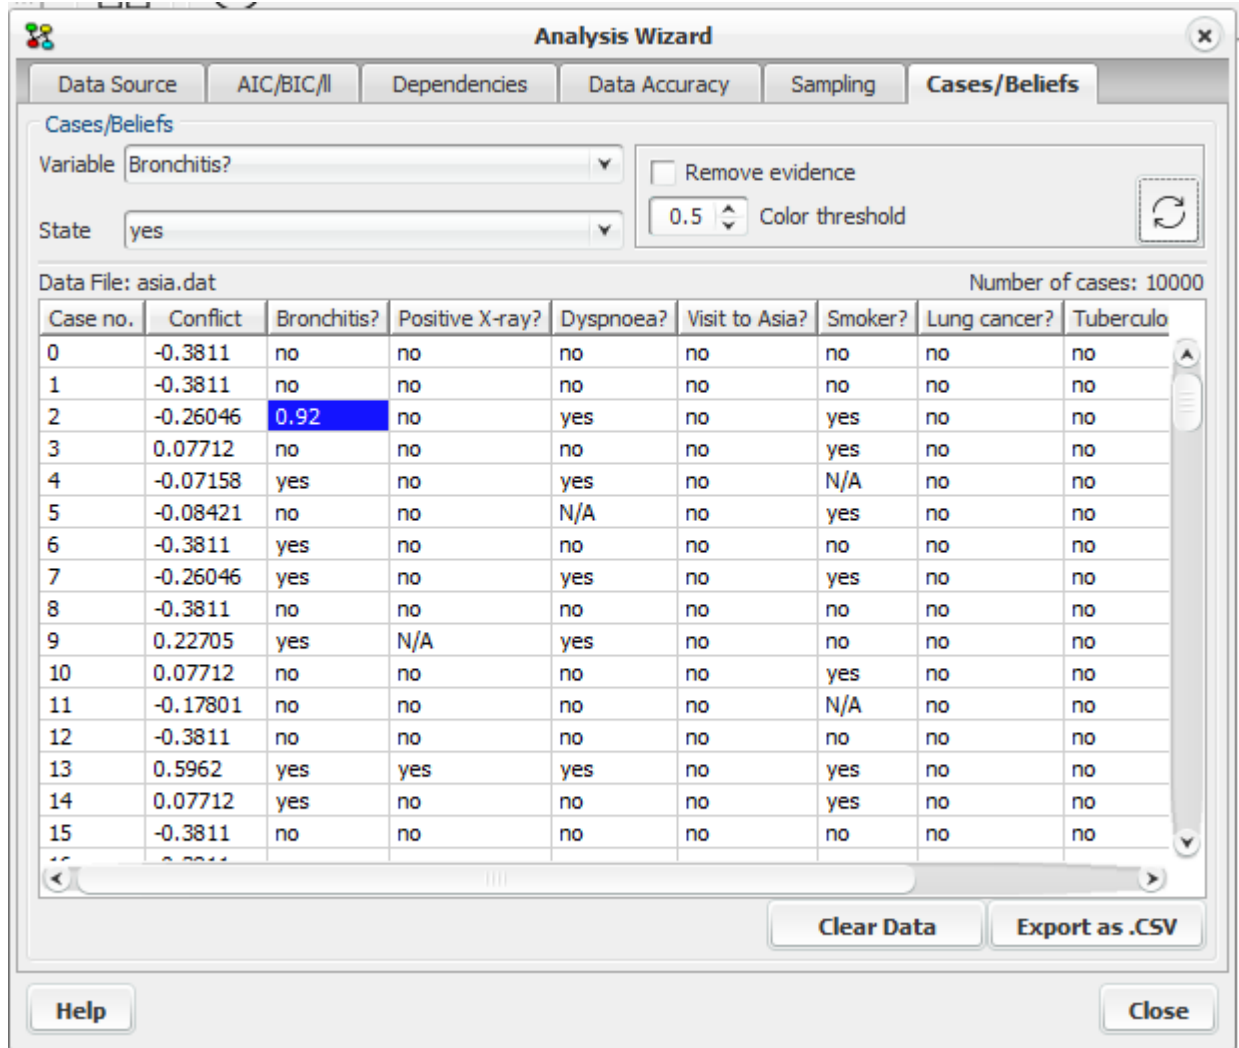 Analysis Wizard
Data Source AIC/BIC/ll Dependencies Data Accuracy Sampling Cases/Beliefs
Cases/Beliefs
Variable Bronchitis?
Remove evidence
0.5 Color threshold
State yes
Data File: asia.dat Number of cases: 10000
Case no. Conflict Bronchitis? Positive X-ray? Dyspnoea? Visit to Asia? Smoker? Lung cancer? Tuberculo
0 -0.3811 no no no no no no no
1 -0.3811 no no no no no no no
2 -0.26046 0.92 no yes no yes no no
3 0.07712 no no no no yes no no
4 -0.07158 yes no yes no N/A no no
5 -0.08421 no no N/A no yes no no
6 -0.3811 yes no no no no no no
7 -0.26046 yes no yes no yes no no
8 -0.3811 no no no no no no no
9 0.22705 yes N/A yes no no no no
10 0.07712 no no no no yes no no
11 -0.17801 no no no no N/A no no
12 -0.3811 no no no no no no no
13 0.5962 yes yes yes no yes no no
14 0.07712 yes no no no yes no no
15 -0.3811 no no no no no no no
Clear Data Export as .CSV
Help Close